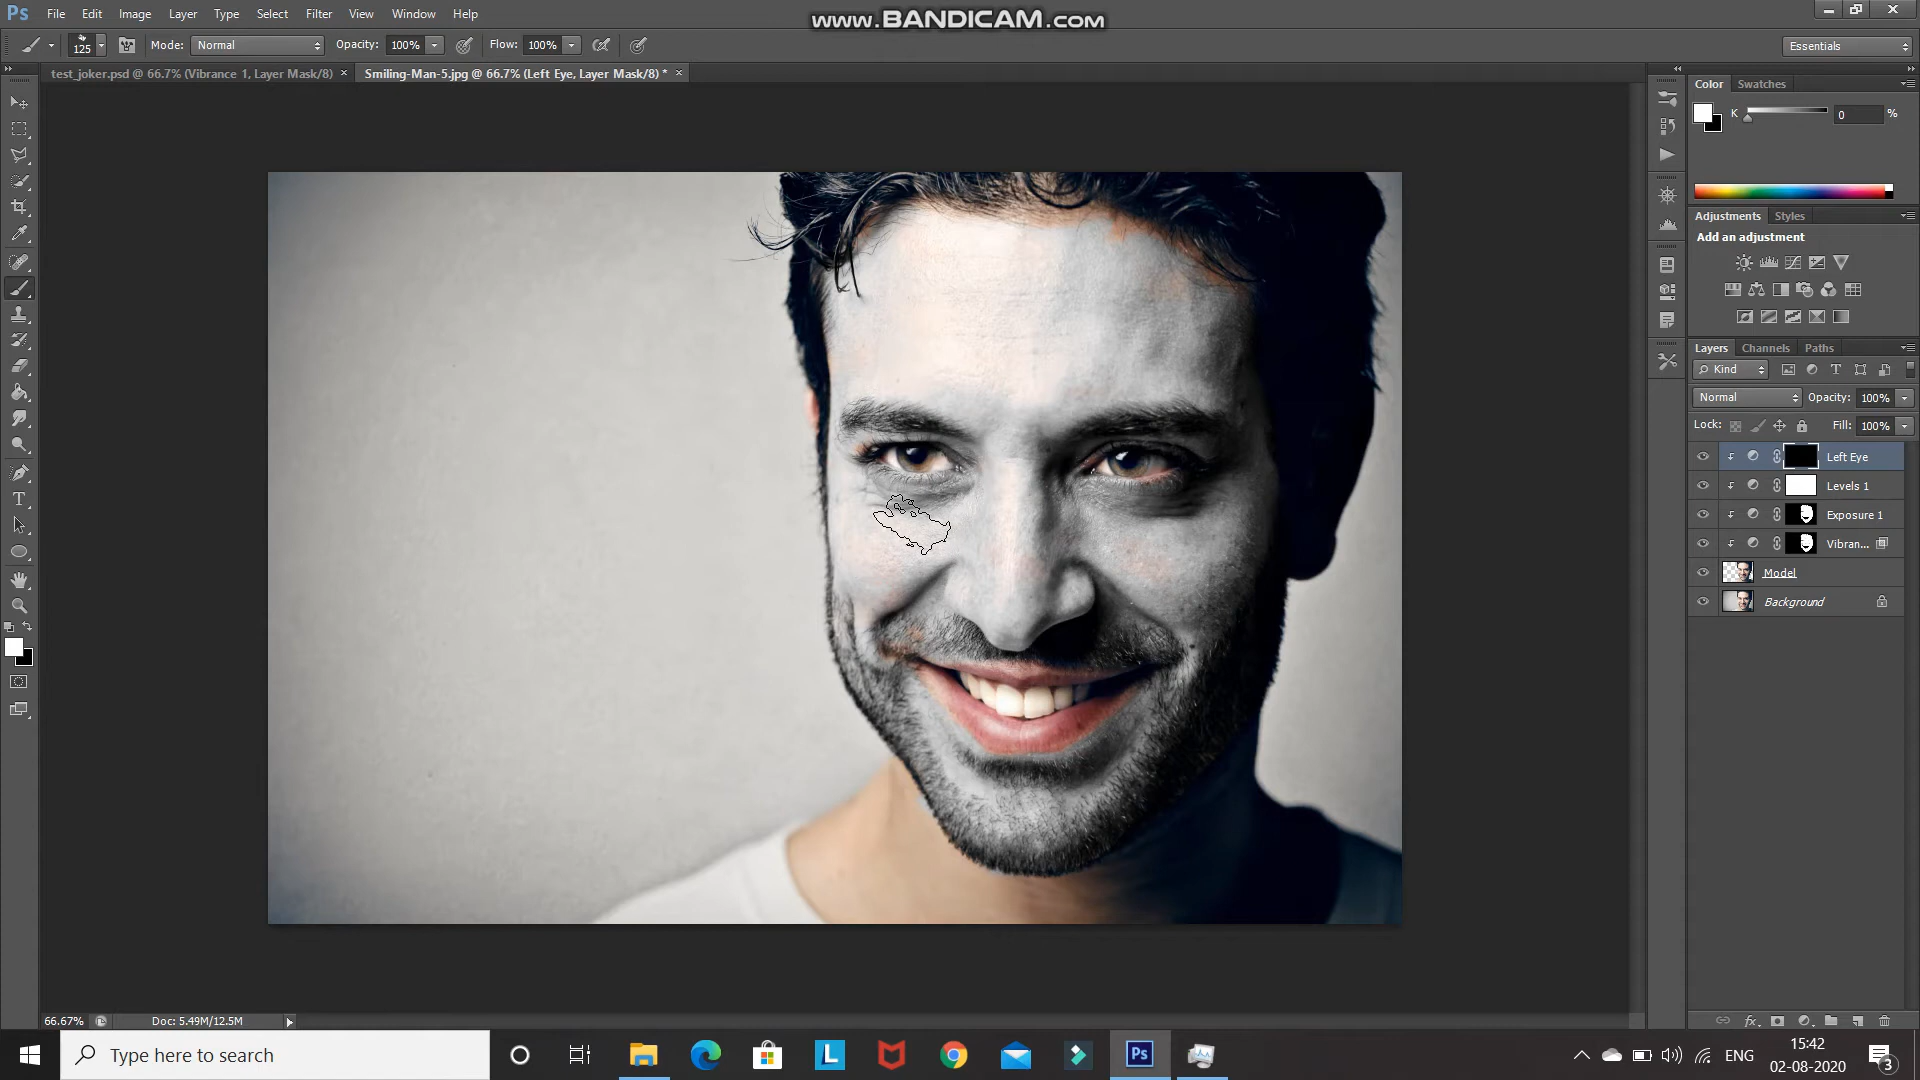 Ps File Edit Image Layer Type Select Filter View Window Help
www.BANDICAM.com
125 Mode: Normal Opacity: 100% Flow: 100% Essentials
test_joker.psd @ 66.7% (Vibrance 1, Layer Mask/8) × Smiling-Man-5.jpg @ 66.7% (Left Eye, Layer Mask/8) * ×
Color Swatches
K 0 %
Adjustments Styles
Add an adjustment
Layers Channels Paths
Kind T
Normal Opacity: 100%
Lock: Fill: 100%
Left Eye
Levels 1
Exposure 1
Vibran...
Model
Background
T
fx
66.67% Doc: 5.49M/12.5M
Type here to search
L
Ps
ENG
15:42
02-08-2020
3